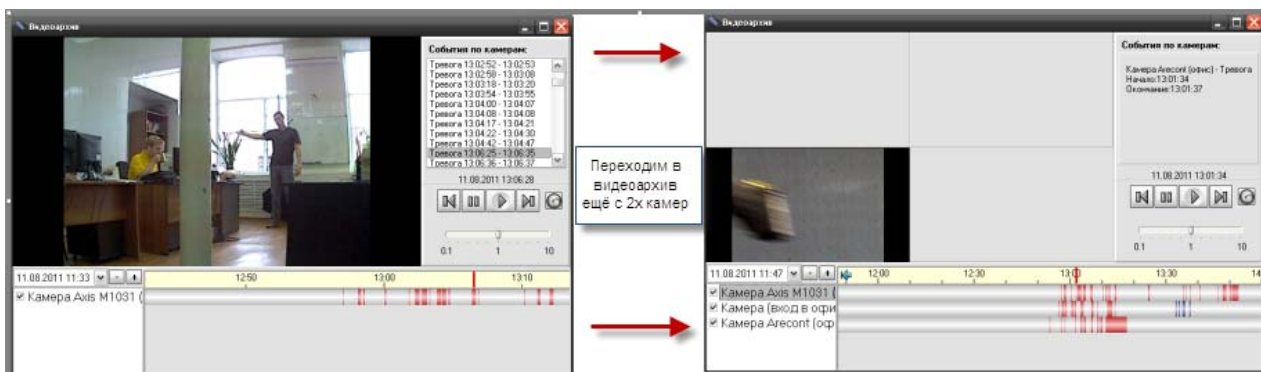 Видеоархив
События по камерам:
Тревога 13:02:52 - 13:02:53
Тревога 13:02:58 - 13:03:08
Тревога 13:03:18 - 13:03:20
Тревога 13:03:54 - 13:03:55
Тревога 13:04:00 - 13:04:07
Тревога 13:04:08 - 13:04:08
Тревога 13:04:17 - 13:04:21
Тревога 13:04:22 - 13:04:30
Тревога 13:04:42 - 13:04:47
Тревога 13:06:25 - 13:06:35
Тревога 13:06:36 - 13:06:37
11.08.2011 13:06:28
0.1 1 10
11.08.2011 11:33 - + 12:50 13:00 13:10
Камера Axis M1031 (
Переходим в
видеоархив
ещё с 2х камер
Видеоархив
События по камерам:
Камера Arecont (офис) - Тревога
Начало:13:01:34
Окончание:13:01:37
11.08.2011 13:01:34
0.1 1 10
11.08.2011 11:47 - + 12:00 12:30 13:0 13:30 14
Камера Axis M1031 (
Камера (вход в офи
Камера Arecont (оф